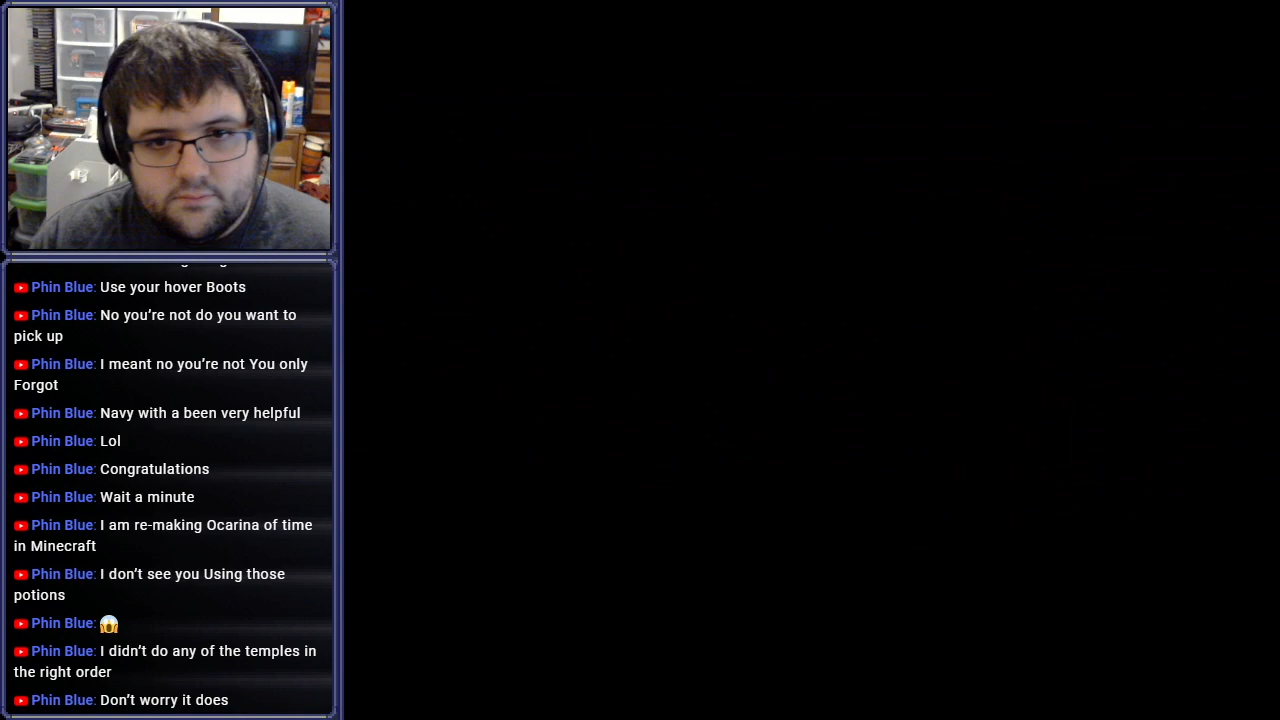 Phin Blue: Use your hover Boots
Phin Blue: No you're not do you want to
pick up
Phin Blue: I meant no you're not You only
Forgot
Phin Blue: Navy with a been very helpful
Phin Blue: Lol
Phin Blue: Congratulations
Phin Blue: Wait a minute
Phin Blue: I am re-making Ocarina of time
in Minecraft
Phin Blue: I don't see you Using those
potions
Phin Blue: 😱
Phin Blue: I didn't do any of the temples in
the right order
Phin Blue: Don't worry it does